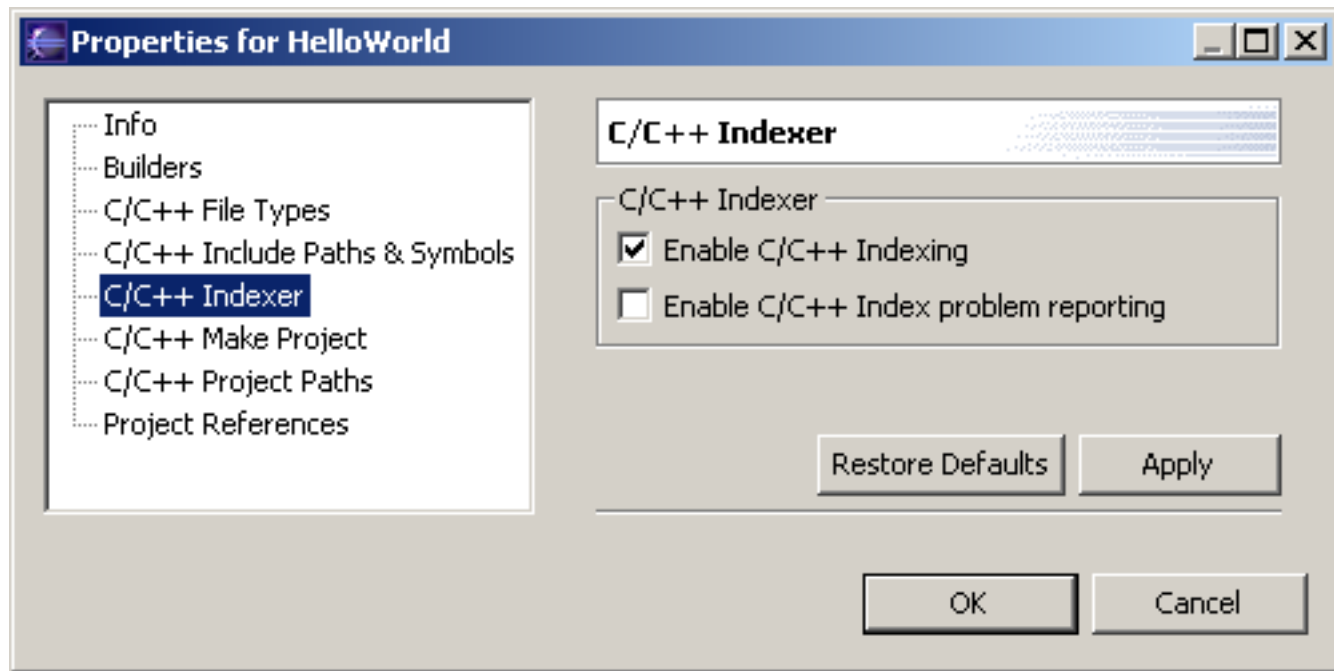 Properties for HelloWorld
Info
Builders
C/C++ File Types
C/C++ Include Paths & Symbols
C/C++ Indexer
C/C++ Make Project
C/C++ Project Paths
Project References
C/C++ Indexer
C/C++ Indexer
Enable C/C++ Indexing
Enable C/C++ Index problem reporting
Restore Defaults
Apply
OK
Cancel